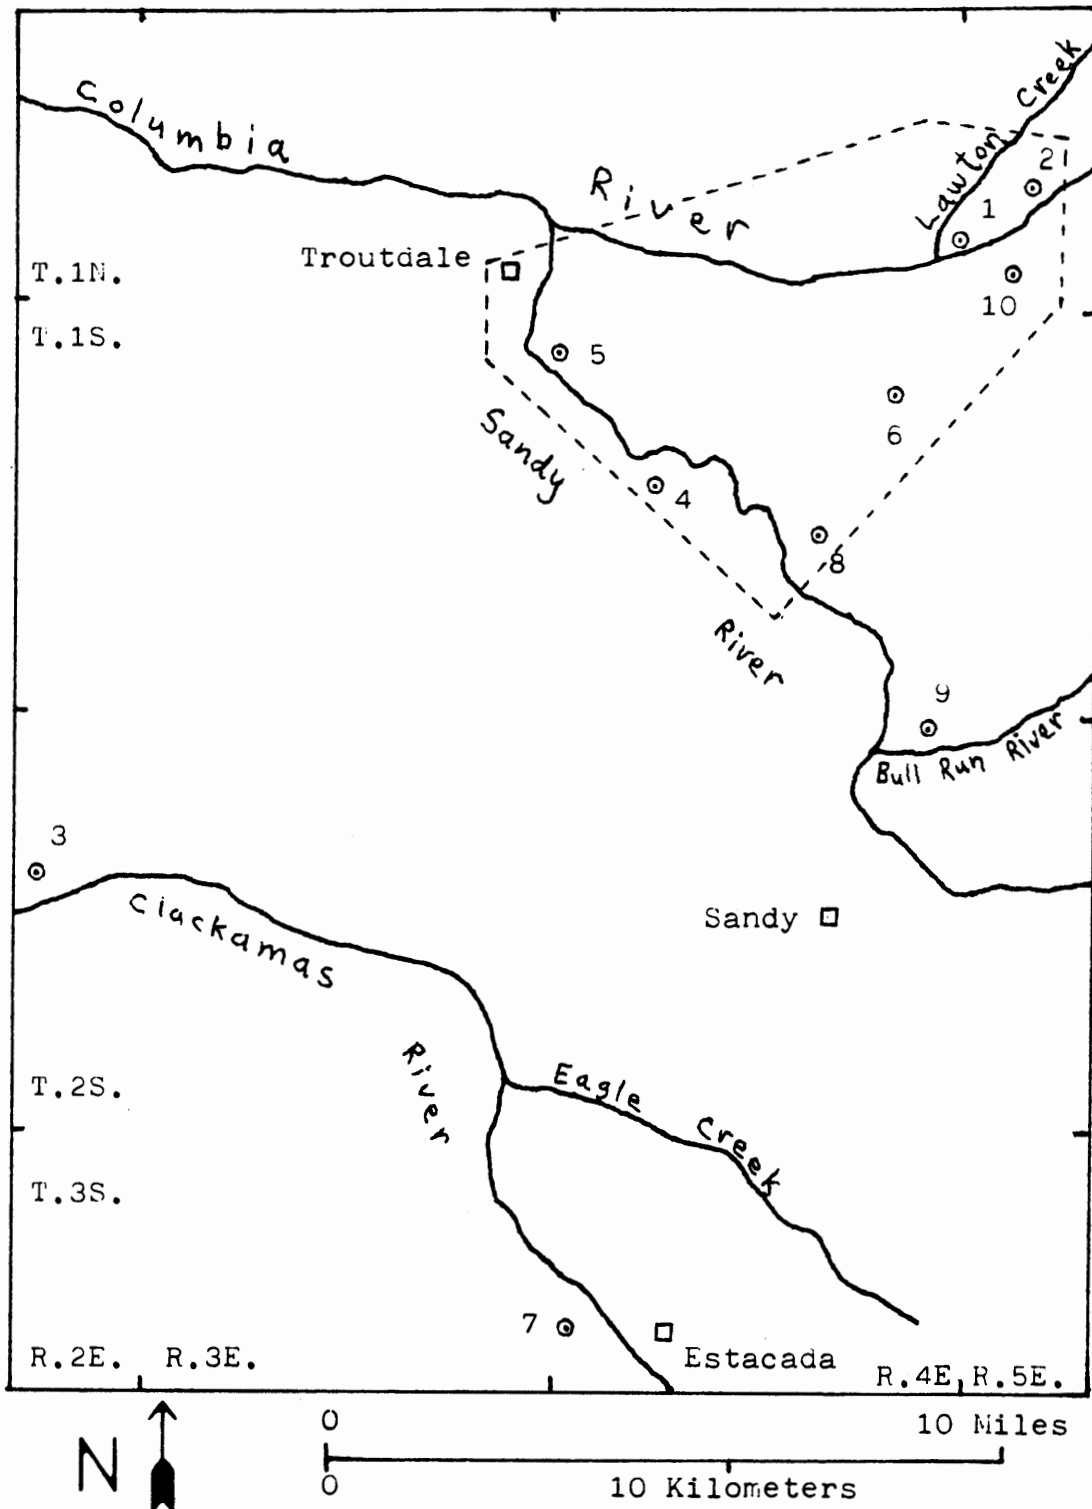 Columbia
River
Lawton Creek
2
1
Troutdale
T.1N.
10
T.1S.
5
6
Sandy
4
8
River
9
Bull Run River
3
Clackamas
Sandy
River
Eagle Creek
T.2S.
T.3S.
7
Estacada
R.2E. R.3E.
R.4E. R.5E.
N
0 10 Miles
0 10 Kilometers